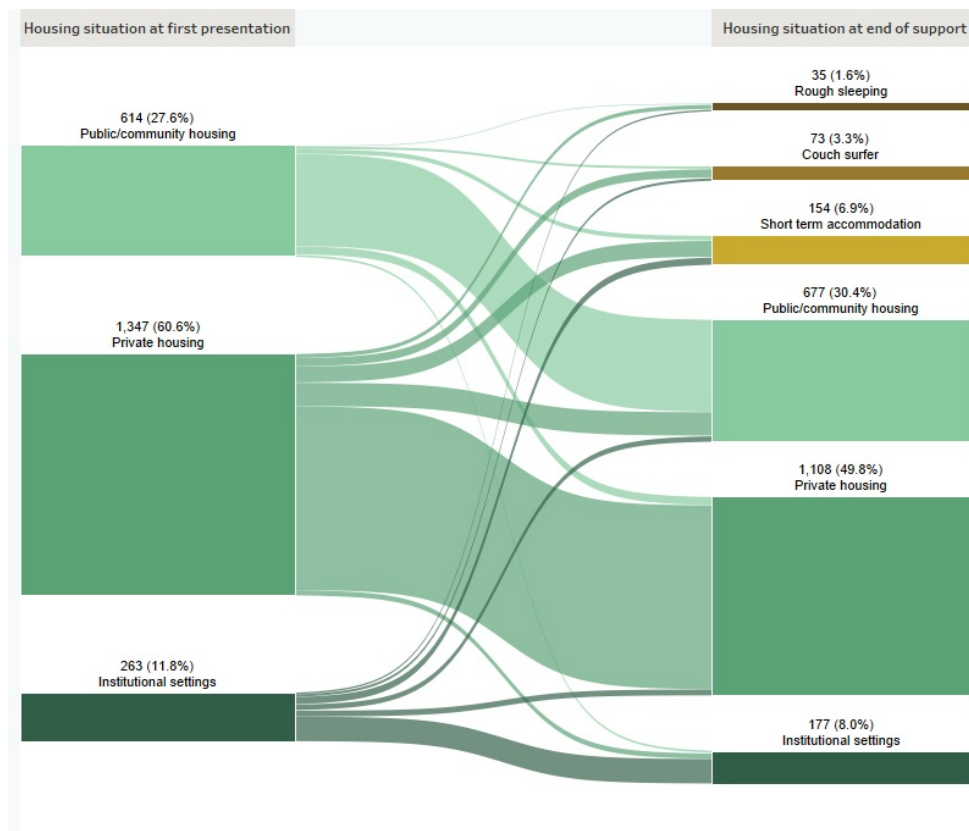 Housing situation at first presentation
Housing situation at end of support
614 (27.6%)
Public/community housing
1,347 (60.6%)
Private housing
263 (11.8%)
Institutional settings
35 (1.6%)
Rough sleeping
73 (3.3%)
Couch surfer
154 (6.9%)
Short term accommodation
677 (30.4%)
Public/community housing
1,108 (49.8%)
Private housing
177 (8.0%)
Institutional settings